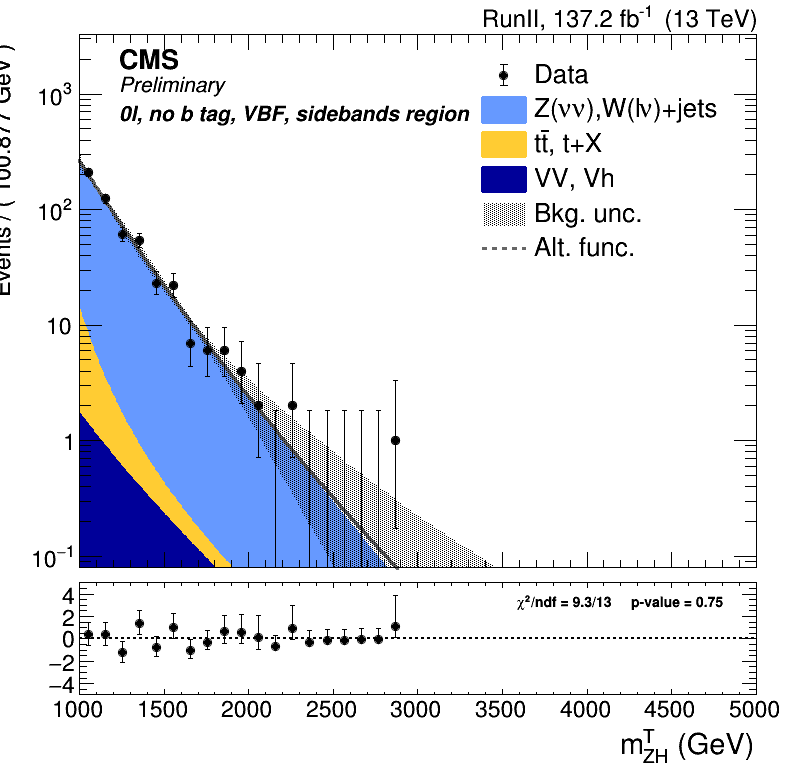 RunII, 137.2 fb⁻¹ (13 TeV)
CMS
Preliminary
0l, no b tag, VBF, sidebands region
Data
Z(νν),W(lν)+jets
tt̄, t+X
VV, Vh
Bkg. unc.
Alt. func.
Events / ( 100.877 GeV )
10³
10²
10
1
10⁻¹
χ²/ndf = 9.3/13 p-value = 0.75
4
2
0
−2
−4
1000 1500 2000 2500 3000 3500 4000 4500 5000
m^T_ZH (GeV)